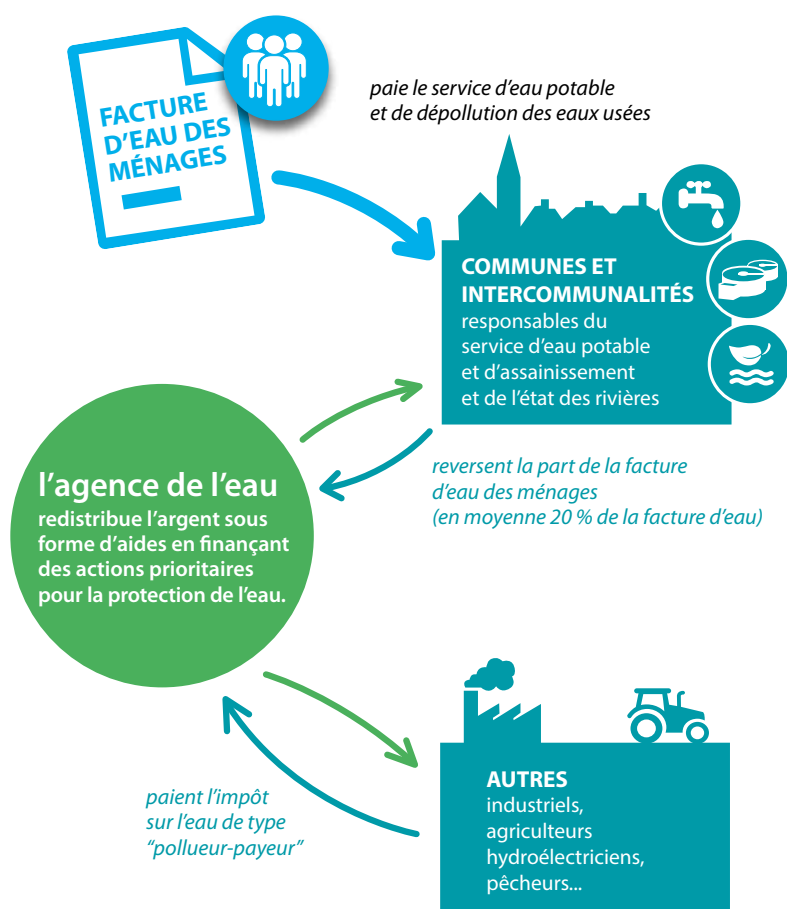 FACTURE
D'EAU DES
MÉNAGES
paie le service d'eau potable
et de dépollution des eaux usées
COMMUNES ET
INTERCOMMUNALITÉS
responsables du
service d'eau potable
et d'assainissement
et de l'état des rivières
reversent la part de la facture
d'eau des ménages
(en moyenne 20 % de la facture d'eau)
l'agence de l'eau
redistribue l'argent sous
forme d'aides en finançant
des actions prioritaires
pour la protection de l'eau.
paient l'impôt
sur l'eau de type
“pollueur-payeur”
AUTRES
industriels,
agriculteurs
hydroélectriciens,
pêcheurs...